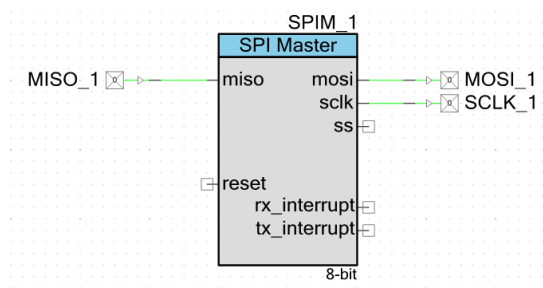 SPIM_1
SPI Master
MISO_1
miso
mosi
MOSI_1
sclk
SCLK_1
ss
reset
rx_interrupt
tx_interrupt
8-bit